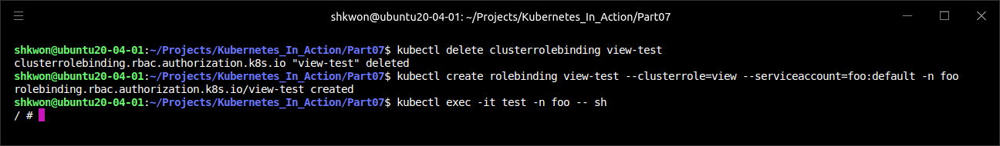 shkwon@ubuntu20-04-01: ~/Projects/Kubernetes_In_Action/Part07
shkwon@ubuntu20-04-01:~/Projects/Kubernetes_In_Action/Part07$ kubectl delete clusterrolebinding view-test
clusterrolebinding.rbac.authorization.k8s.io "view-test" deleted
shkwon@ubuntu20-04-01:~/Projects/Kubernetes_In_Action/Part07$ kubectl create rolebinding view-test --clusterrole=view --serviceaccount=foo:default -n foo
rolebinding.rbac.authorization.k8s.io/view-test created
shkwon@ubuntu20-04-01:~/Projects/Kubernetes_In_Action/Part07$ kubectl exec -it test -n foo -- sh
/ #